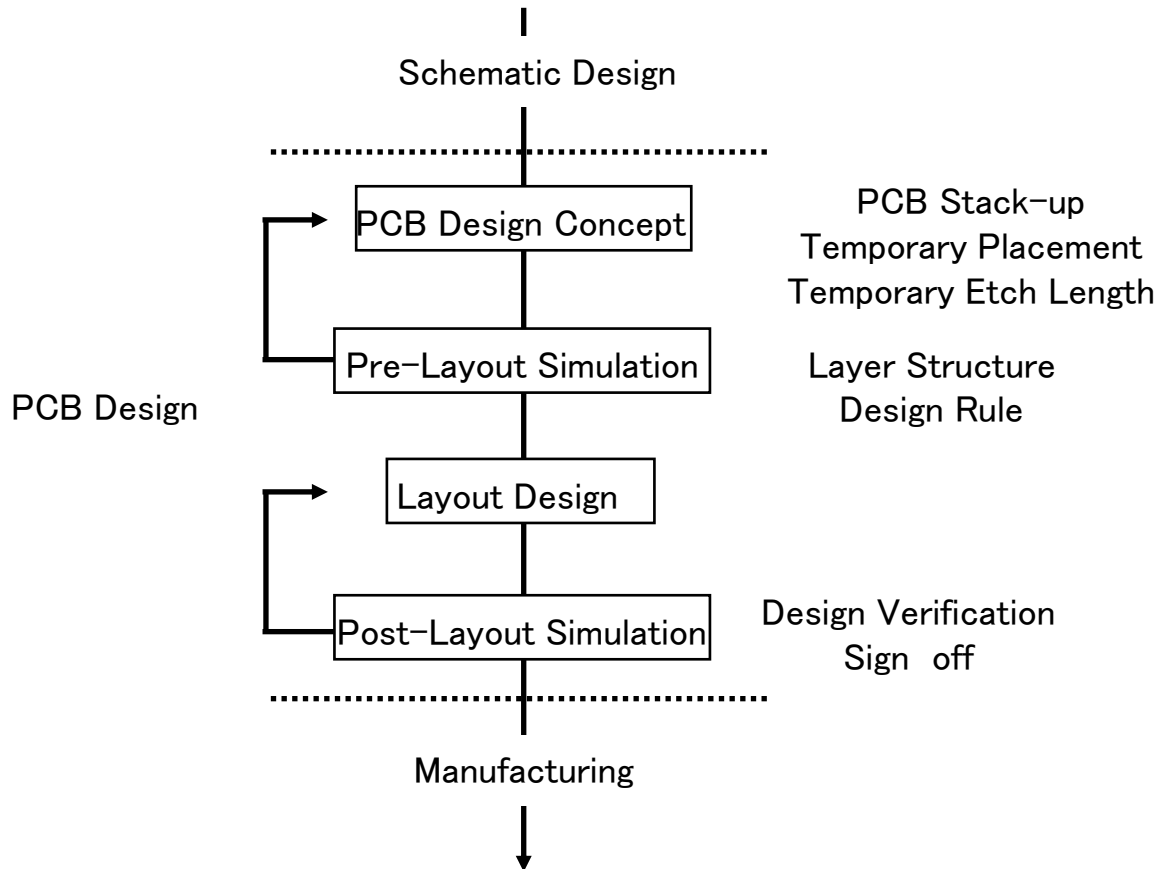 Schematic Design
PCB Design Concept
PCB Stack-up
Temporary Placement
Temporary Etch Length
Pre-Layout Simulation
Layer Structure
Design Rule
PCB Design
Layout Design
Post-Layout Simulation
Design Verification
Sign off
Manufacturing